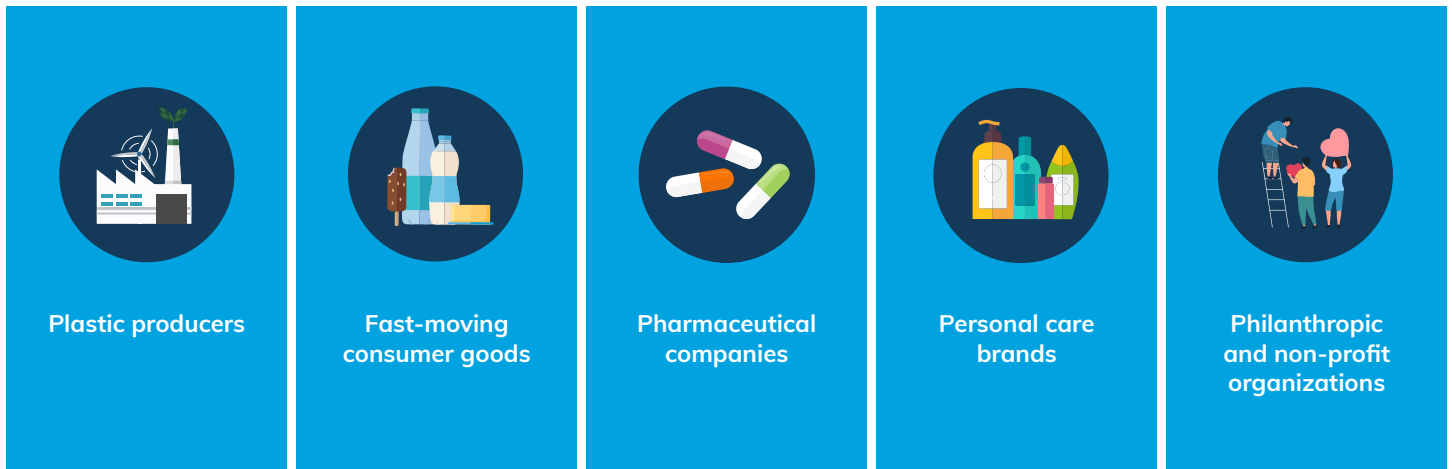 Plastic producers
Fast-moving
consumer goods
Pharmaceutical
companies
Personal care
brands
Philanthropic
and non-profit
organizations